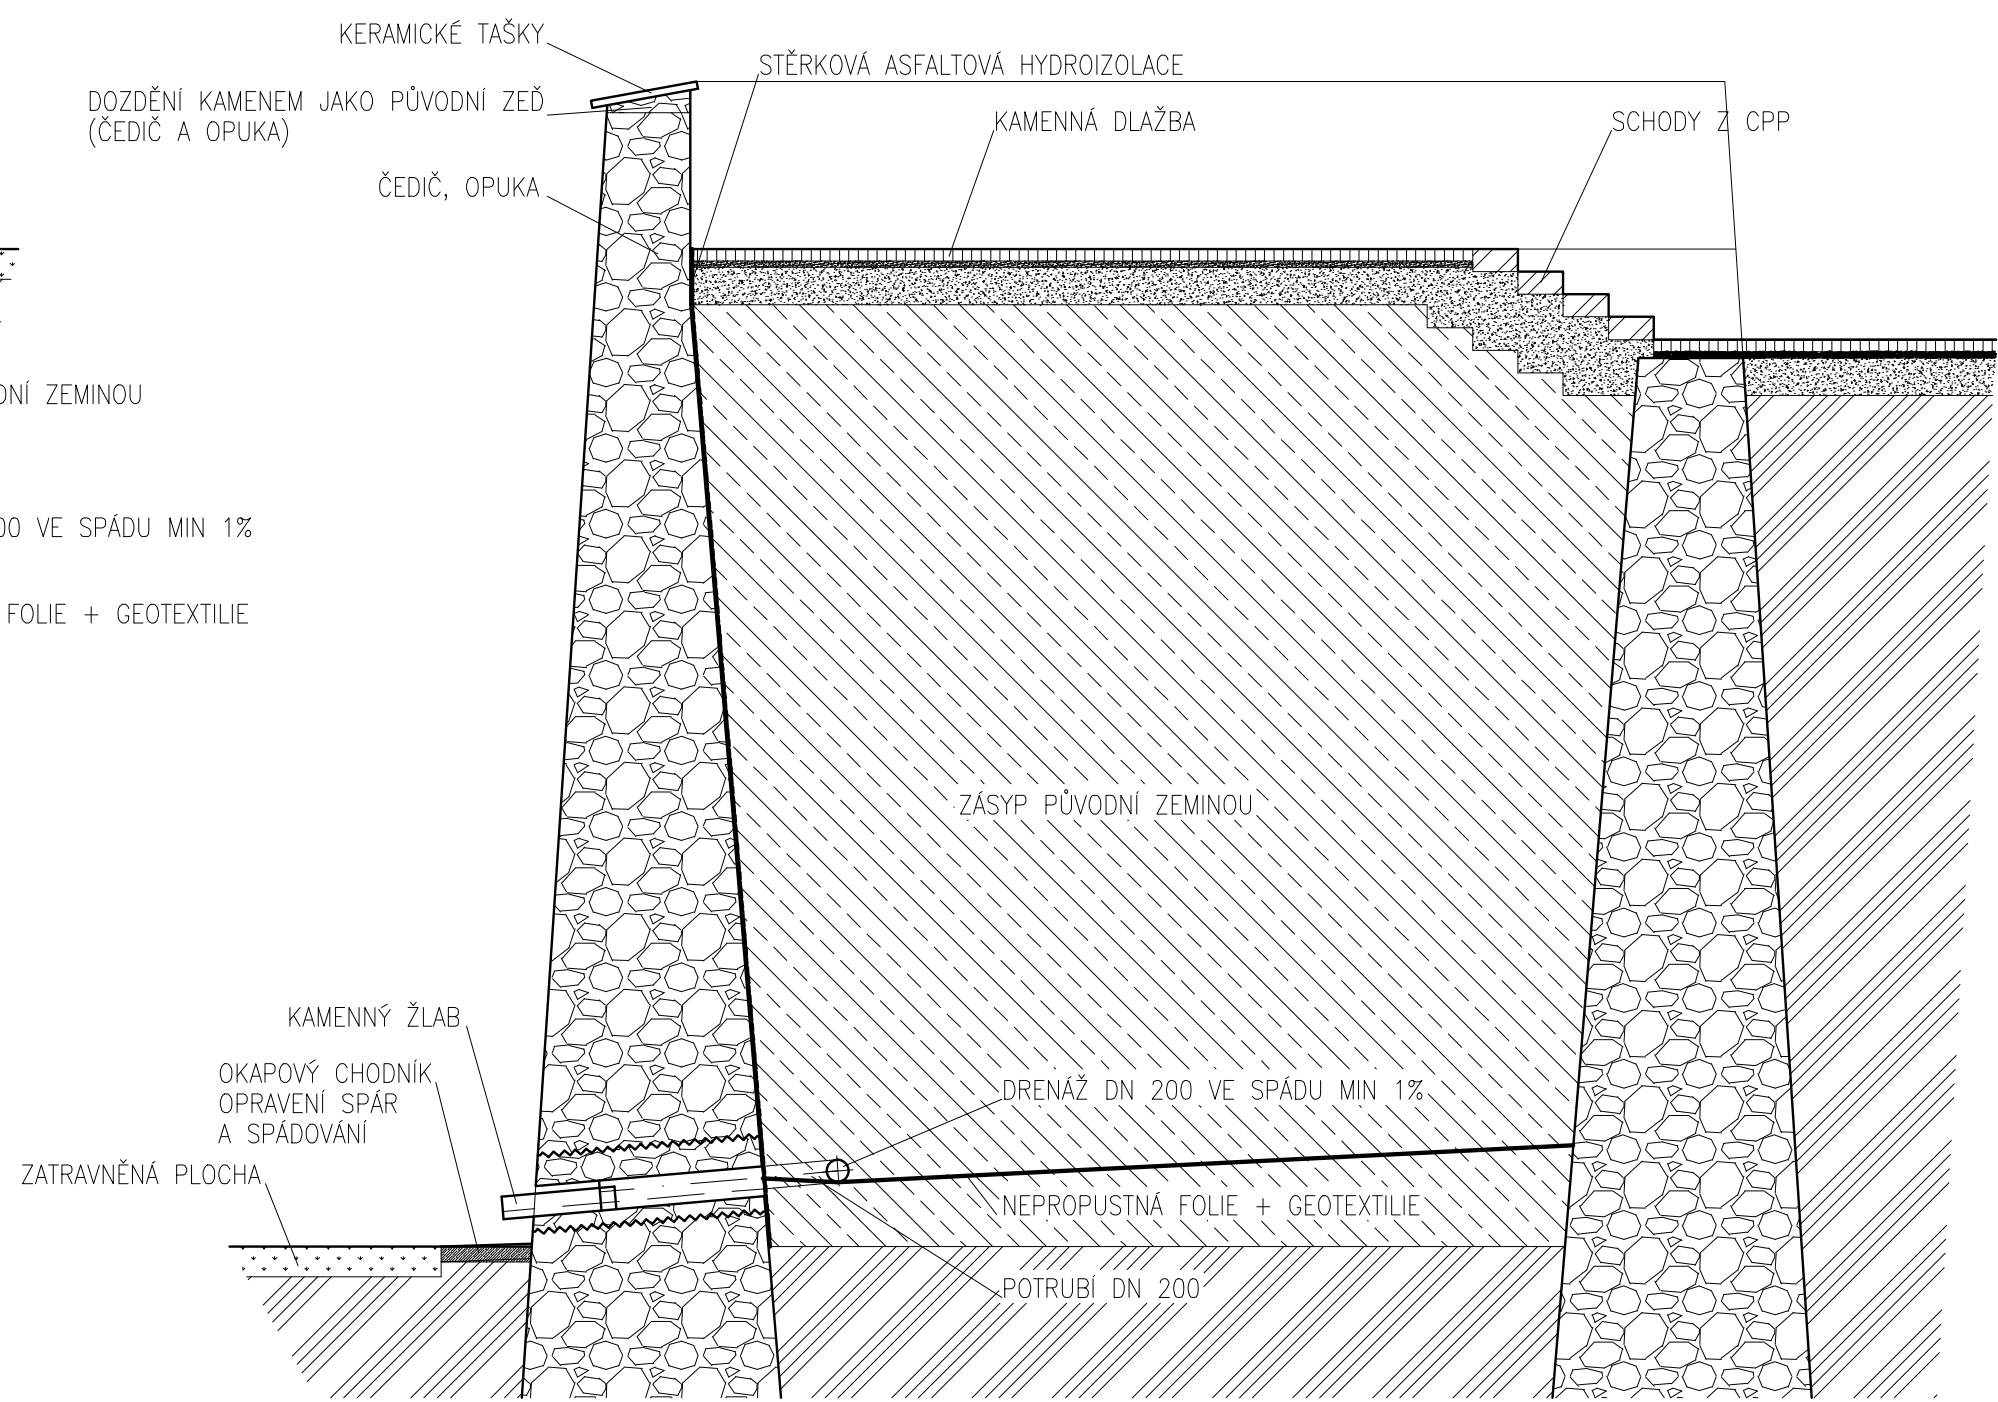 KERAMICKÉ TAŠKY
STĚRKOVÁ ASFALTOVÁ HYDROIZOLACE
DOZDĚNÍ KAMENEM JAKO PŮVODNÍ ZEĎ
(ČEDIČ A OPUKA)
KAMENNÁ DLAŽBA
SCHODY Z CPP
ČEDIČ, OPUKA
ZEMINOU
00 VE SPÁDU MIN 1%
FOLIE + GEOTEXTILIE
ZÁSYP PŮVODNÍ ZEMINOU
KAMENNÝ ŽLAB
OKAPOVÝ CHODNÍK
OPRAVENÍ SPÁR
A SPÁDOVÁNÍ
ZATRAVNĚNÁ PLOCHA
DRENÁŽ DN 200 VE SPÁDU MIN 1%
NEPROPUSTNÁ FOLIE + GEOTEXTILIE
POTRUBÍ DN 200